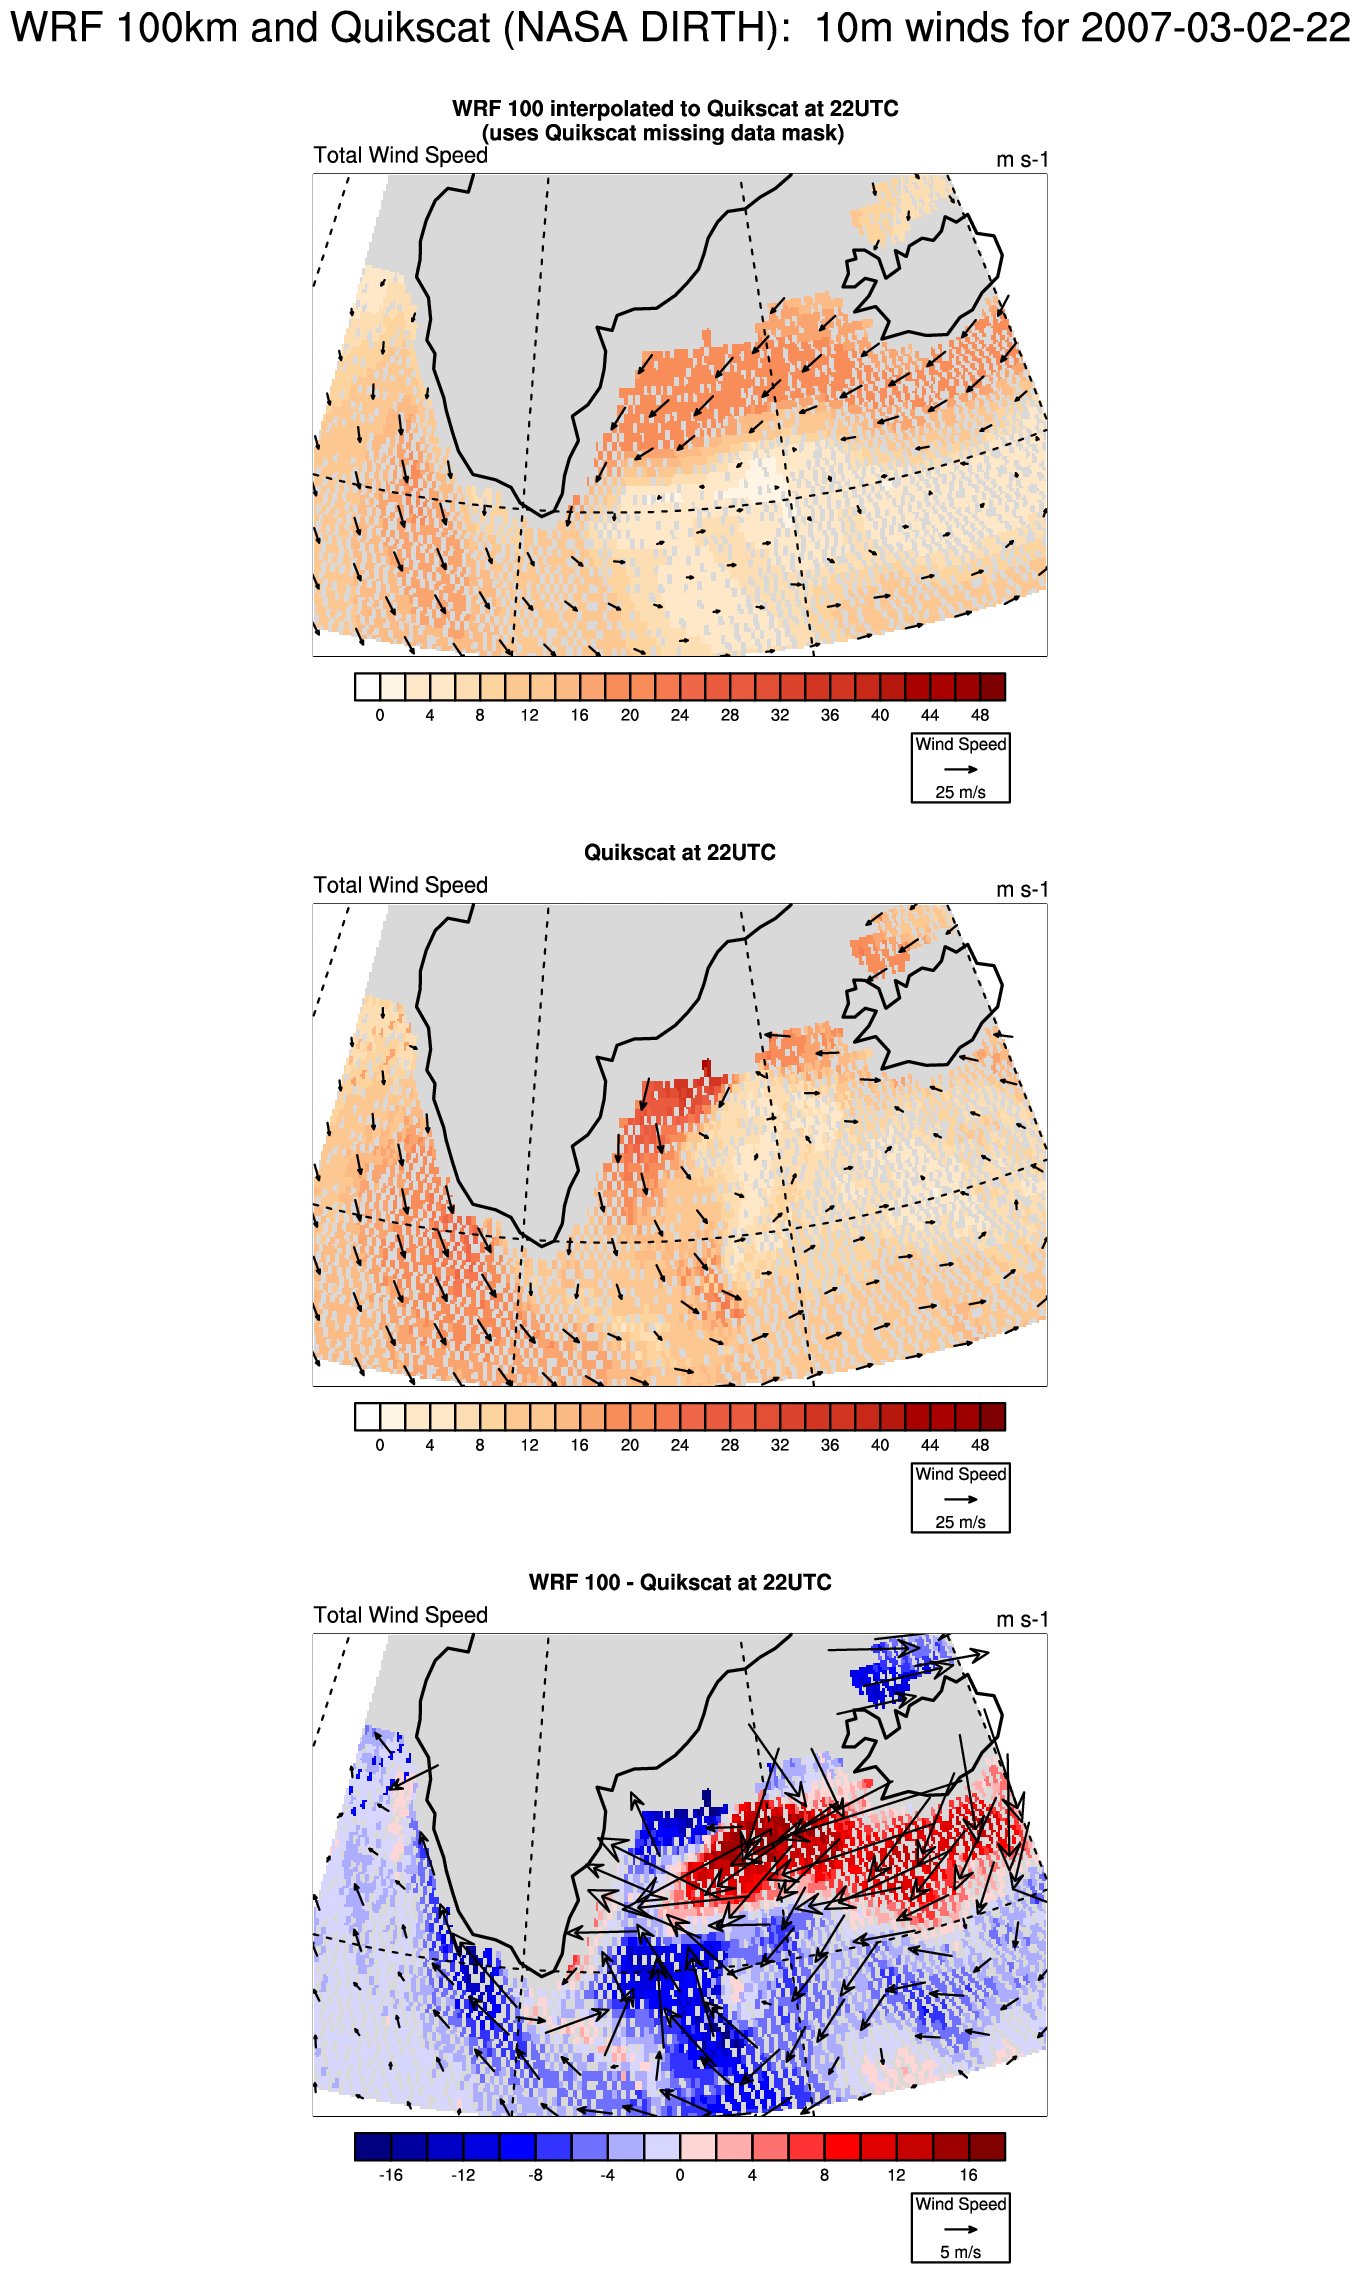 WRF 100km and Quikscat (NASA DIRTH):  10m winds for 2007-03-02-22
WRF 100 interpolated to Quikscat at 22UTC
(uses Quikscat missing data mask)
Total Wind Speed
m s-1
0 4 8 12 16 20 24 28 32 36 40 44 48
Wind Speed
25 m/s
Quikscat at 22UTC
Total Wind Speed
m s-1
0 4 8 12 16 20 24 28 32 36 40 44 48
Wind Speed
25 m/s
WRF 100 - Quikscat at 22UTC
Total Wind Speed
m s-1
-16 -12 -8 -4 0 4 8 12 16
Wind Speed
5 m/s